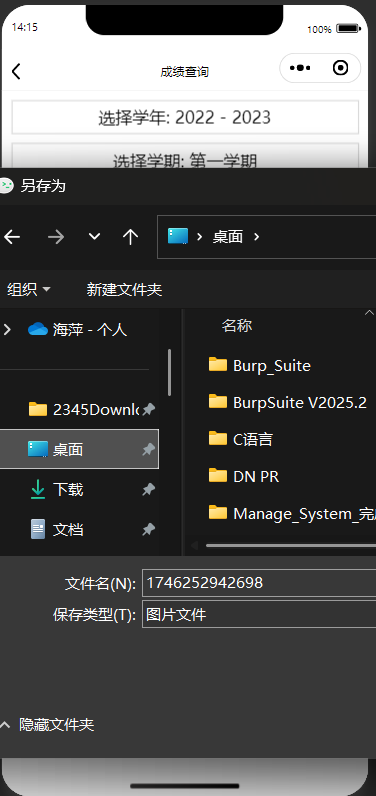 14:15
100%
成绩查询
选择学年: 2022 - 2023
选择学期: 第一学期
另存为
桌面
组织
新建文件夹
海萍 - 个人
名称
Burp_Suite
2345Downlo
BurpSuite V2025.2
桌面
C语言
下载
DN PR
文档
Manage_System_完
文件名(N): 1746252942698
保存类型(T): 图片文件
隐藏文件夹